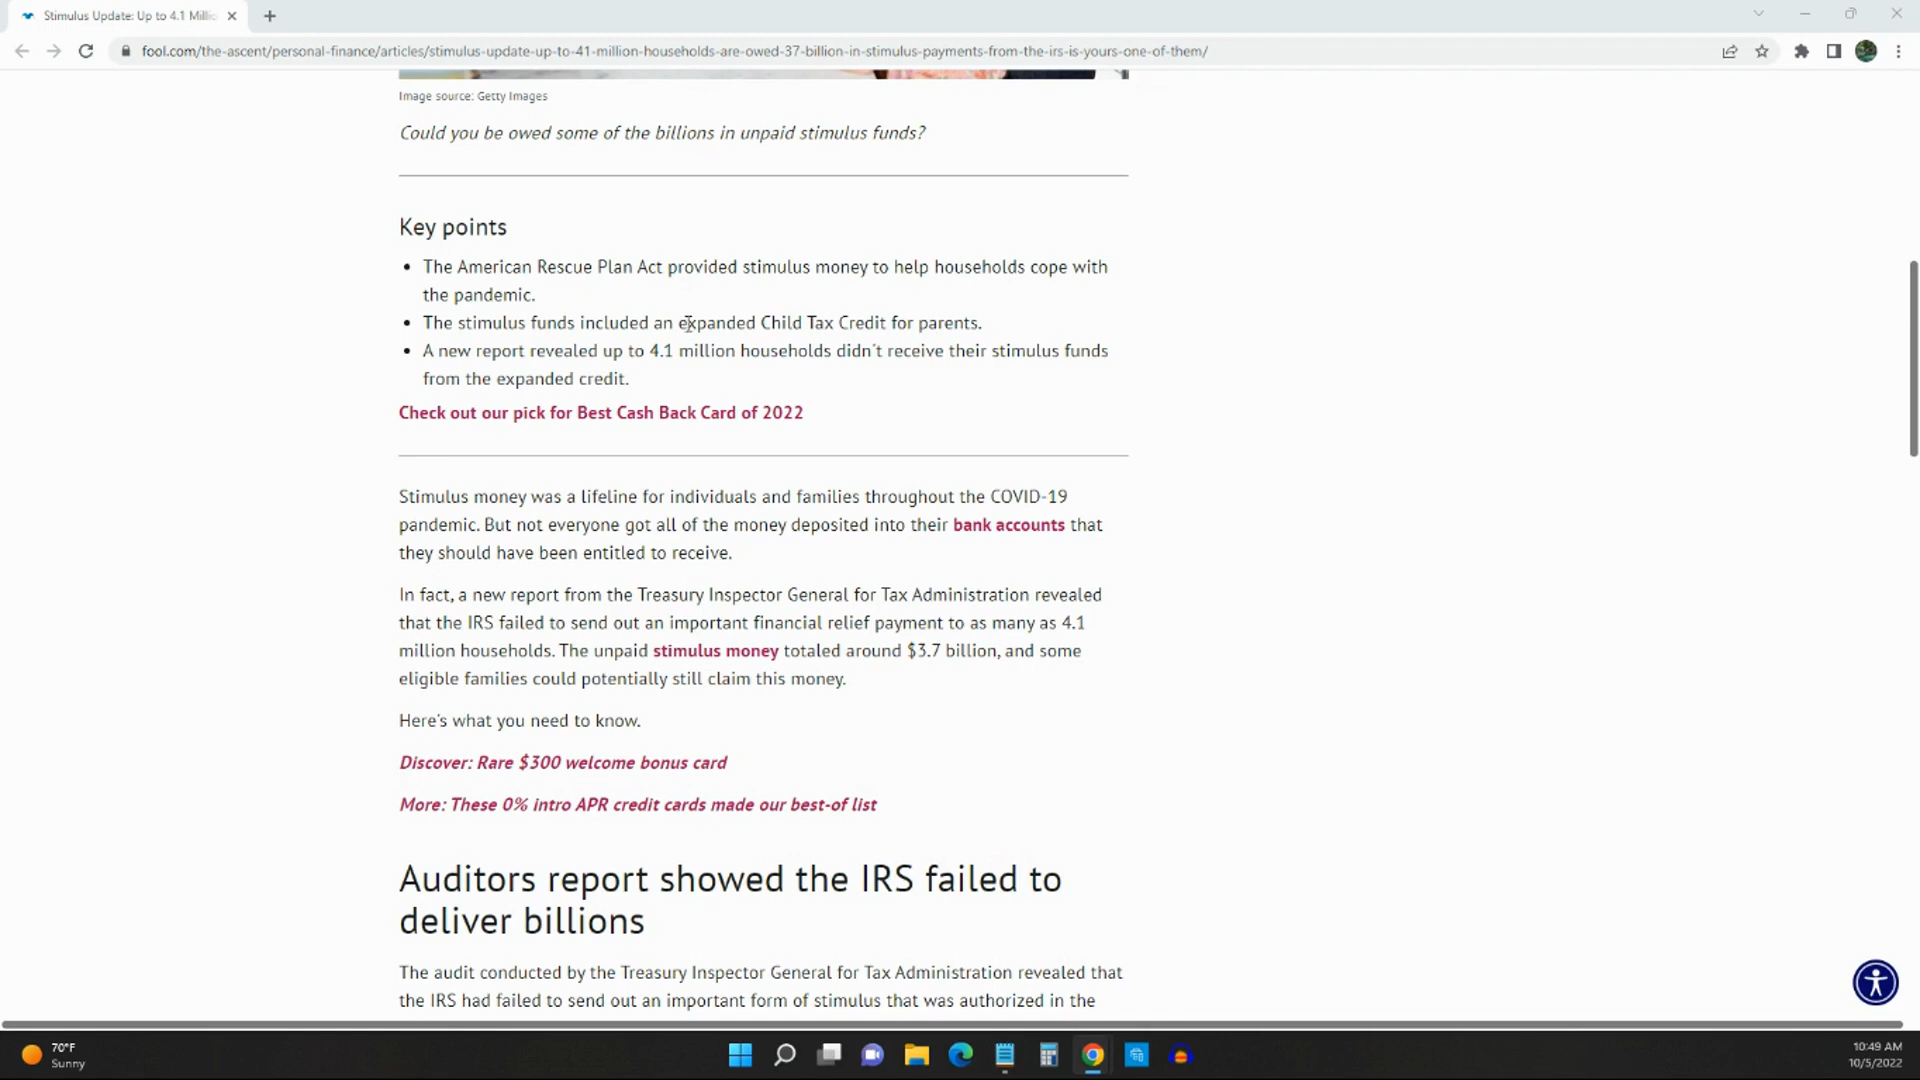 Stimulus Update: Up to 4.1 Millio
fool.com/the-ascent/personal-finance/articles/stimulus-update-up-to-41-million-households-are-owed-37-billion-in-stimulus-payments-from-the-irs-is-yours-one-of-them/
Image source: Getty Images
Could you be owed some of the billions in unpaid stimulus funds?
Key points
• The American Rescue Plan Act provided stimulus money to help households cope with
the pandemic.
• The stimulus funds included an expanded Child Tax Credit for parents.
• A new report revealed up to 4.1 million households didn't receive their stimulus funds
from the expanded credit.
Check out our pick for Best Cash Back Card of 2022
Stimulus money was a lifeline for individuals and families throughout the COVID-19
pandemic. But not everyone got all of the money deposited into their bank accounts that
they should have been entitled to receive.
In fact, a new report from the Treasury Inspector General for Tax Administration revealed
that the IRS failed to send out an important financial relief payment to as many as 4.1
million households. The unpaid stimulus money totaled around $3.7 billion, and some
eligible families could potentially still claim this money.
Here's what you need to know.
Discover: Rare $300 welcome bonus card
More: These 0% intro APR credit cards made our best-of list
Auditors report showed the IRS failed to
deliver billions
The audit conducted by the Treasury Inspector General for Tax Administration revealed that
the IRS had failed to send out an important form of stimulus that was authorized in the
70°F
Sunny
10:49 AM
10/5/2022